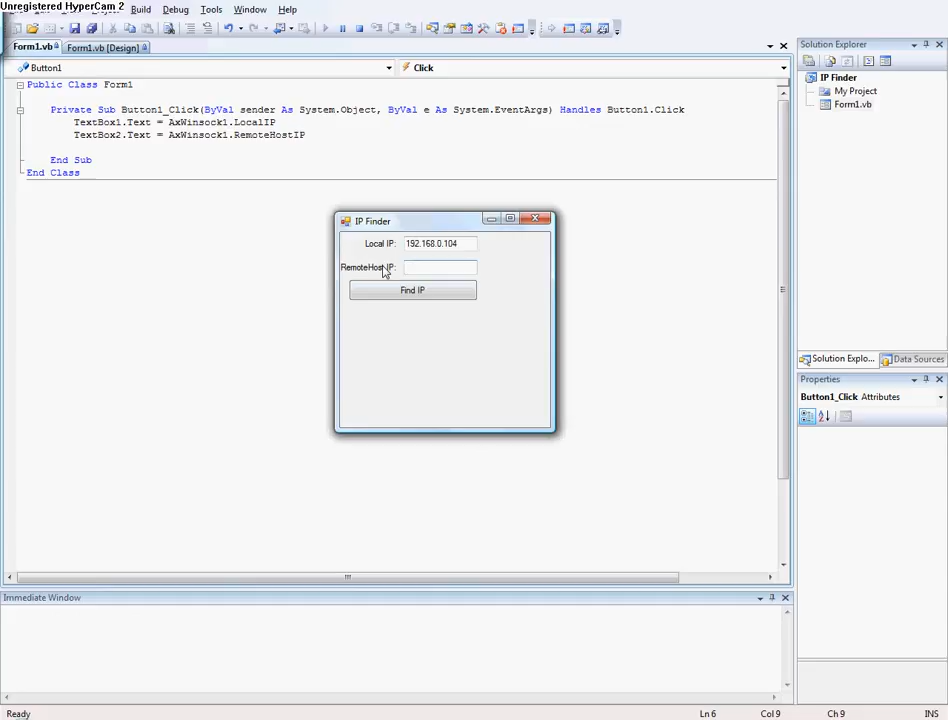 Unregistered HyperCam 2
Build Debug Tools Window Help
Form1.vb Form1.vb [Design]
Button1 Click
Public Class Form1
Private Sub Button1_Click(ByVal sender As System.Object, ByVal e As System.EventArgs) Handles Button1.Click
TextBox1.Text = AxWinsock1.LocalIP
TextBox2.Text = AxWinsock1.RemoteHostIP
End Sub
End Class
IP Finder
Local IP: 192.168.0.104
RemoteHost IP:
Find IP
Solution Explorer
IP Finder
My Project
Form1.vb
Solution Explo... Data Sources
Properties
Button1_Click Attributes
Immediate Window
Ready Ln 6 Col 9 Ch 9 INS